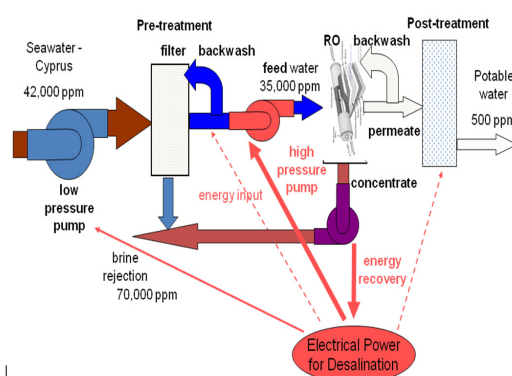 Pre-treatment
Post-treatment
Seawater -
Cyprus
42,000 ppm
filter
backwash
feed water
35,000 ppm
RO
backwash
Potable
water
500 ppm
permeate
low
pressure
pump
energy input
high
pressure
pump
concentrate
brine
rejection
70,000 ppm
energy
recovery
Electrical Power
for Desalination